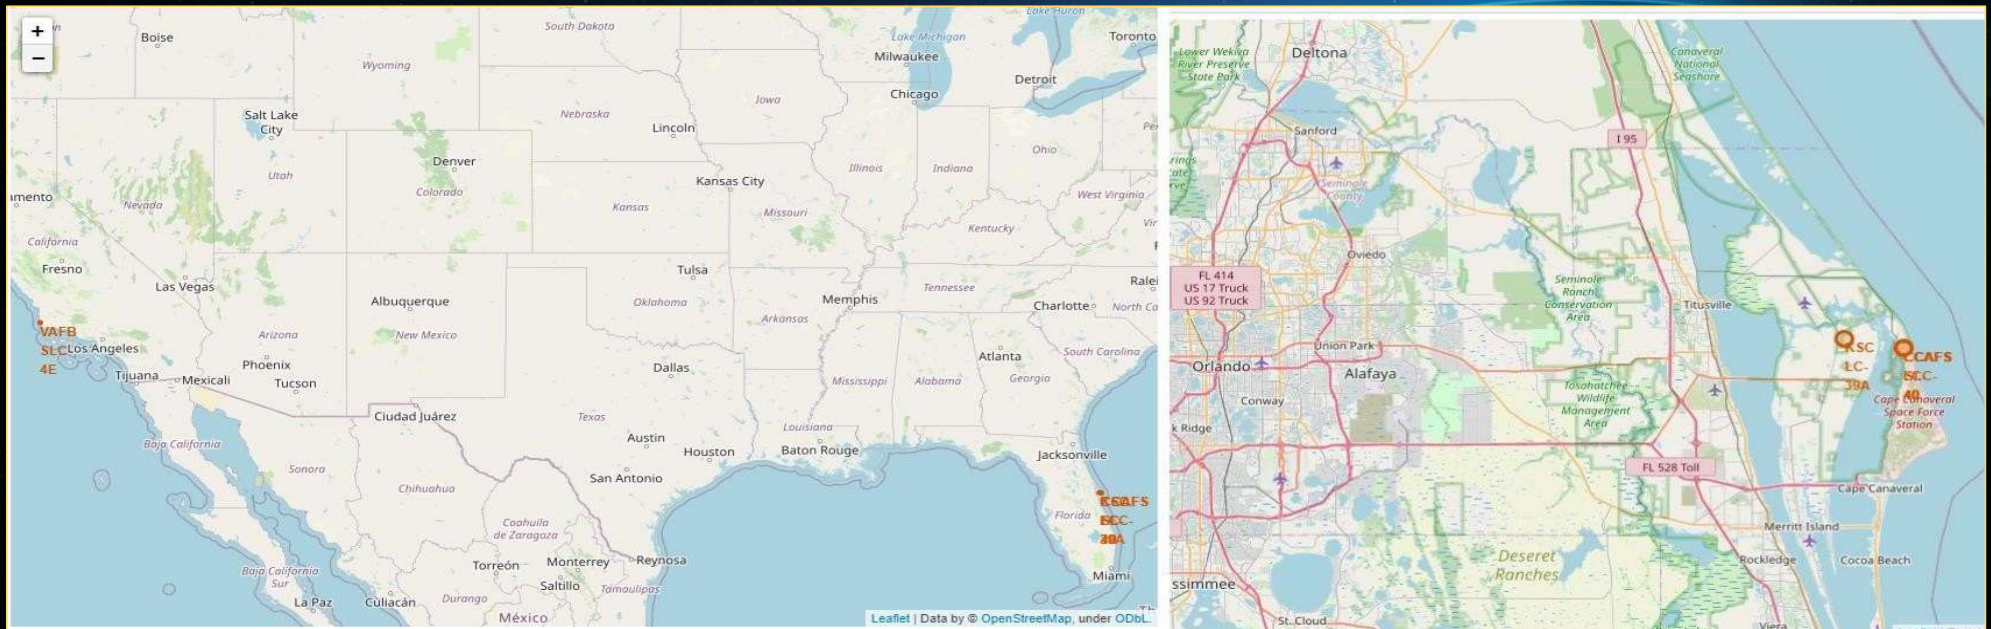 +
−
Boise
South Dakota
Lake Huron
Toronto
Lake Michigan
Milwaukee
Wyoming
Detroit
Chicago
Iowa
Salt Lake
City
Nebraska
Lincoln
Ohio
Denver
Illinois
Indiana
Utah
Kansas City
Colorado
West Virginia
Nevada
Kansas
Missouri
Kentucky
California
Fresno
Tulsa
Las Vegas
Tennessee
Albuquerque
Memphis
Oklahoma
Charlotte
North Ca
Arkansas
Arizona
New Mexico
VAFB
SLC
4E
Los Angeles
South Carolina
Atlanta
Phoenix
Dallas
Tijuana
Mexicali
Tucson
Mississippi
Alabama
Georgia
Ciudad Juárez
Texas
Louisiana
Baja California
Austin
Houston
Baton Rouge
Jacksonville
Sonora
San Antonio
Chihuahua
CCAFS
Florida
Coahuila
de Zaragoza
Torreón
Monterrey
Reynosa
Baja California
Sur
Miami
Saltillo
Tamaulipas
La Paz
Culiacán
Durango
México
Leaflet | Data by © OpenStreetMap, under ODbL.
Lower Wekiva
River Preserve
State Park
Deltona
Canaveral
National
Seashore
Sanford
I 95
Seminole
County
Oviedo
FL 414
US 17 Truck
US 92 Truck
Seminole
Ranch
Conservation
Area
Titusville
Union Park
KSC
LC-
39A
CCAFS
Orlando
Alafaya
Tosohatchee
Wildlife
Management
Area
Conway
Cape Canaveral
Space Force
Station
k Ridge
FL 528 Toll
Cape Canaveral
Merritt Island
Deseret
Ranches
Rockledge
Cocoa Beach
ssimmee
St. Cloud
Viera